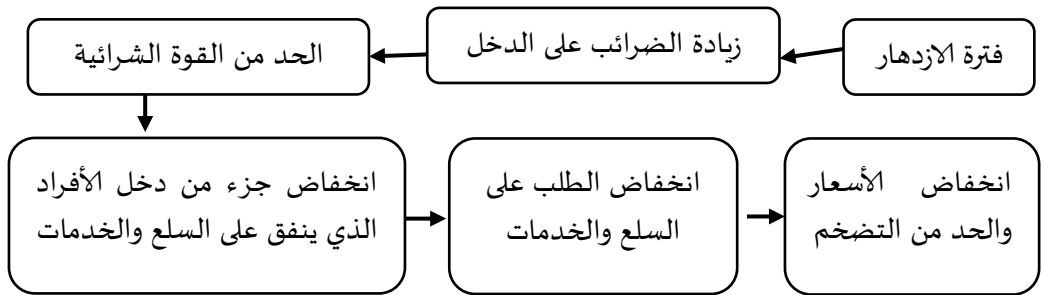 فترة الازدهار
زيادة الضرائب على الدخل
الحد من القوة الشرائية
انخفاض جزء من دخل الأفراد
الذي ينفق على السلع والخدمات
انخفاض الطلب على
السلع والخدمات
انخفاض الأسعار
والحد من التضخم